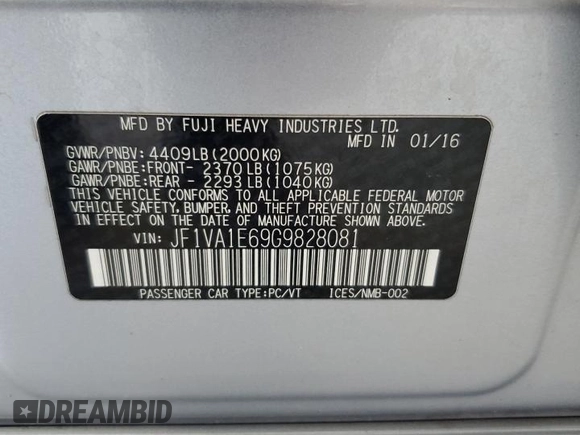 MFD BY FUJI HEAVY INDUSTRIES LTD.
MFD IN 01/16
GVWR/PNBV: 4409LB(2000KG)
GAWR/PNBE:FRONT- 2370LB(1075KG)
GAWR/PNBE:REAR - 2293LB(1040KG)
THIS VEHICLE CONFORMS TO ALL APPLICABLE FEDERAL MOTOR
VEHICLE SAFETY, BUMPER, AND THEFT PREVENTION STANDARDS
IN EFFECT ON THE DATE OF MANUFACTURE SHOWN ABOVE.
VIN: JF1VA1E69G9828081
PASSENGER CAR TYPE:PC/VT ICES/NMB-002
DREAMBID